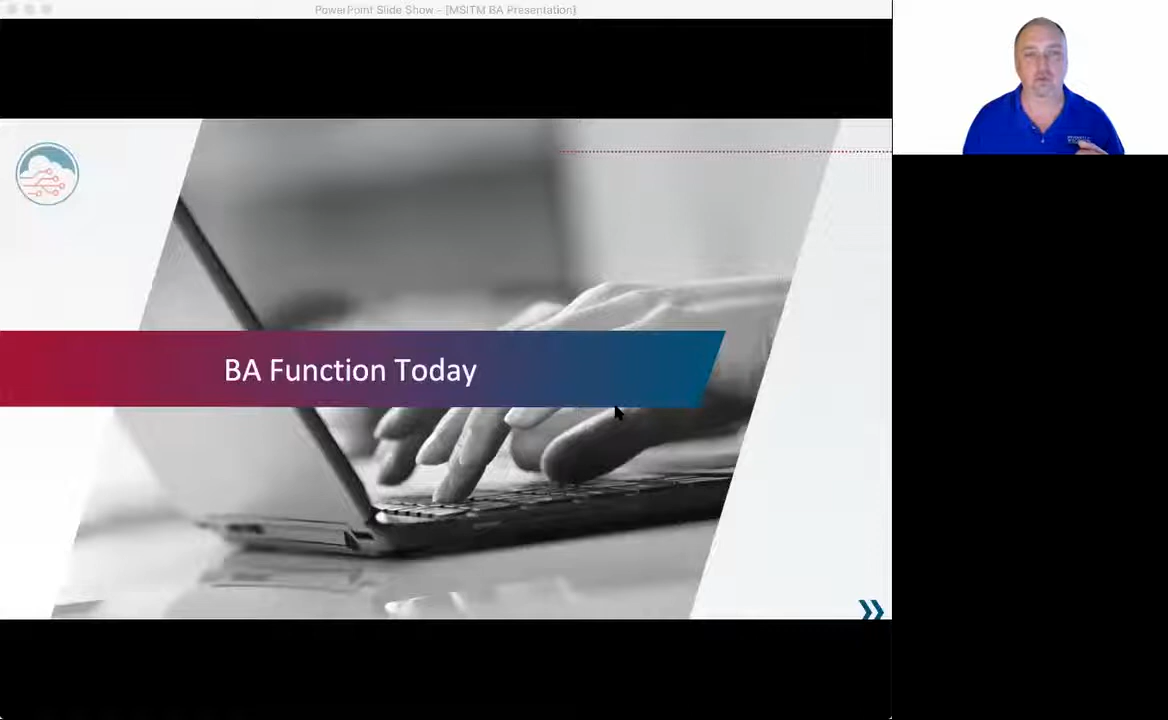 PowerPoint Slide Show - [MSITM BA Presentation]
BA Function Today